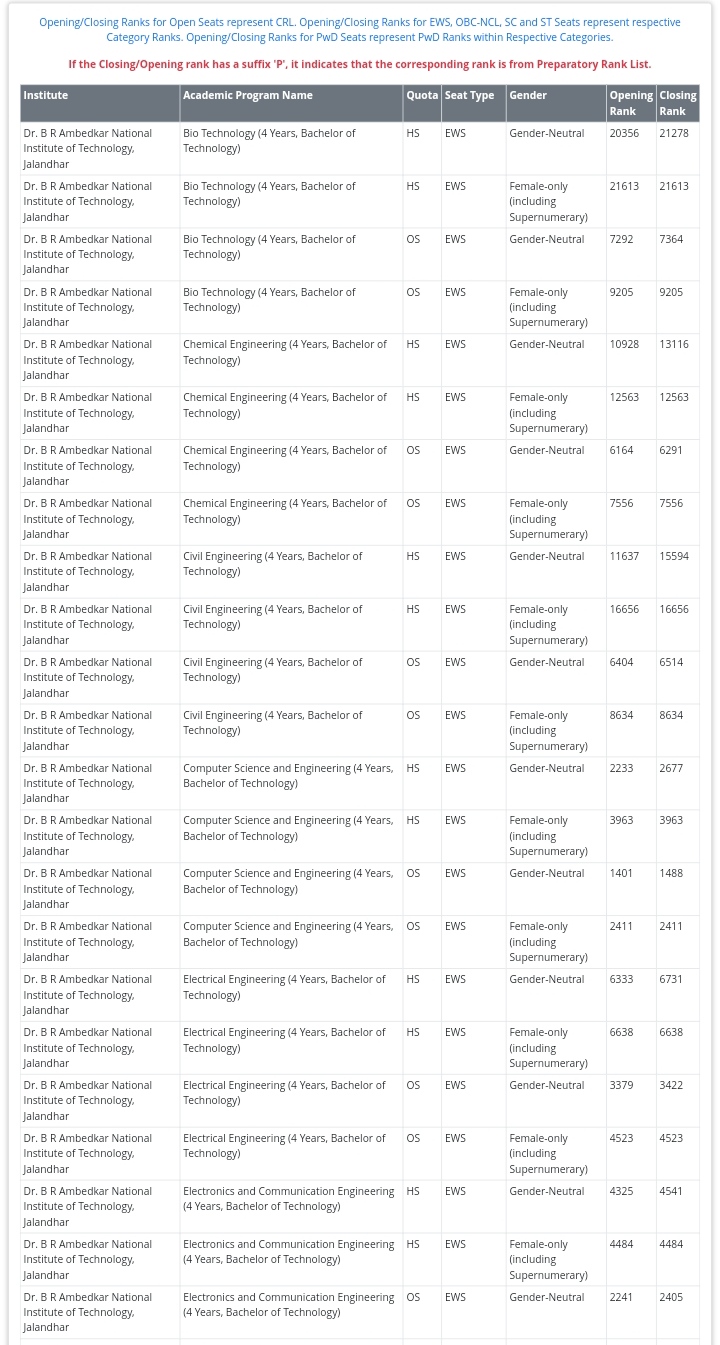 Opening/Closing Ranks for Open Seats represent CRL. Opening/Closing Ranks for EWS, OBC-NCL, SC and ST Seats represent respective
Category Ranks. Opening/Closing Ranks for PwD Seats represent PwD Ranks within Respective Categories.
If the Closing/Opening rank has a suffix 'P', it indicates that the corresponding rank is from Preparatory Rank List.
Institute Academic Program Name Quota Seat Type Gender Opening Closing
Rank Rank
Dr. B R Ambedkar National Bio Technology (4 Years, Bachelor of HS EWS Gender-Neutral 20356 21278
Institute of Technology, Technology)
Jalandhar
Dr. B R Ambedkar National Bio Technology (4 Years, Bachelor of HS EWS Female-only 21613 21613
Institute of Technology, Technology) (including
Jalandhar Supernumerary)
Dr. B R Ambedkar National Bio Technology (4 Years, Bachelor of OS EWS Gender-Neutral 7292 7364
Institute of Technology, Technology)
Jalandhar
Dr. B R Ambedkar National Bio Technology (4 Years, Bachelor of OS EWS Female-only 9205 9205
Institute of Technology, Technology) (including
Jalandhar Supernumerary)
Dr. B R Ambedkar National Chemical Engineering (4 Years, Bachelor of HS EWS Gender-Neutral 10928 13116
Institute of Technology, Technology)
Jalandhar
Dr. B R Ambedkar National Chemical Engineering (4 Years, Bachelor of HS EWS Female-only 12563 12563
Institute of Technology, Technology) (including
Jalandhar Supernumerary)
Dr. B R Ambedkar National Chemical Engineering (4 Years, Bachelor of OS EWS Gender-Neutral 6164 6291
Institute of Technology, Technology)
Jalandhar
Dr. B R Ambedkar National Chemical Engineering (4 Years, Bachelor of OS EWS Female-only 7556 7556
Institute of Technology, Technology) (including
Jalandhar Supernumerary)
Dr. B R Ambedkar National Civil Engineering (4 Years, Bachelor of HS EWS Gender-Neutral 11637 15594
Institute of Technology, Technology)
Jalandhar
Dr. B R Ambedkar National Civil Engineering (4 Years, Bachelor of HS EWS Female-only 16656 16656
Institute of Technology, Technology) (including
Jalandhar Supernumerary)
Dr. B R Ambedkar National Civil Engineering (4 Years, Bachelor of OS EWS Gender-Neutral 6404 6514
Institute of Technology, Technology)
Jalandhar
Dr. B R Ambedkar National Civil Engineering (4 Years, Bachelor of OS EWS Female-only 8634 8634
Institute of Technology, Technology) (including
Jalandhar Supernumerary)
Dr. B R Ambedkar National Computer Science and Engineering (4 Years, HS EWS Gender-Neutral 2233 2677
Institute of Technology, Bachelor of Technology)
Jalandhar
Dr. B R Ambedkar National Computer Science and Engineering (4 Years, HS EWS Female-only 3963 3963
Institute of Technology, Bachelor of Technology) (including
Jalandhar Supernumerary)
Dr. B R Ambedkar National Computer Science and Engineering (4 Years, OS EWS Gender-Neutral 1401 1488
Institute of Technology, Bachelor of Technology)
Jalandhar
Dr. B R Ambedkar National Computer Science and Engineering (4 Years, OS EWS Female-only 2411 2411
Institute of Technology, Bachelor of Technology) (including
Jalandhar Supernumerary)
Dr. B R Ambedkar National Electrical Engineering (4 Years, Bachelor of HS EWS Gender-Neutral 6333 6731
Institute of Technology, Technology)
Jalandhar
Dr. B R Ambedkar National Electrical Engineering (4 Years, Bachelor of HS EWS Female-only 6638 6638
Institute of Technology, Technology) (including
Jalandhar Supernumerary)
Dr. B R Ambedkar National Electrical Engineering (4 Years, Bachelor of OS EWS Gender-Neutral 3379 3422
Institute of Technology, Technology)
Jalandhar
Dr. B R Ambedkar National Electrical Engineering (4 Years, Bachelor of OS EWS Female-only 4523 4523
Institute of Technology, Technology) (including
Jalandhar Supernumerary)
Dr. B R Ambedkar National Electronics and Communication Engineering HS EWS Gender-Neutral 4325 4541
Institute of Technology, (4 Years, Bachelor of Technology)
Jalandhar
Dr. B R Ambedkar National Electronics and Communication Engineering HS EWS Female-only 4484 4484
Institute of Technology, (4 Years, Bachelor of Technology) (including
Jalandhar Supernumerary)
Dr. B R Ambedkar National Electronics and Communication Engineering OS EWS Gender-Neutral 2241 2405
Institute of Technology, (4 Years, Bachelor of Technology)
Jalandhar